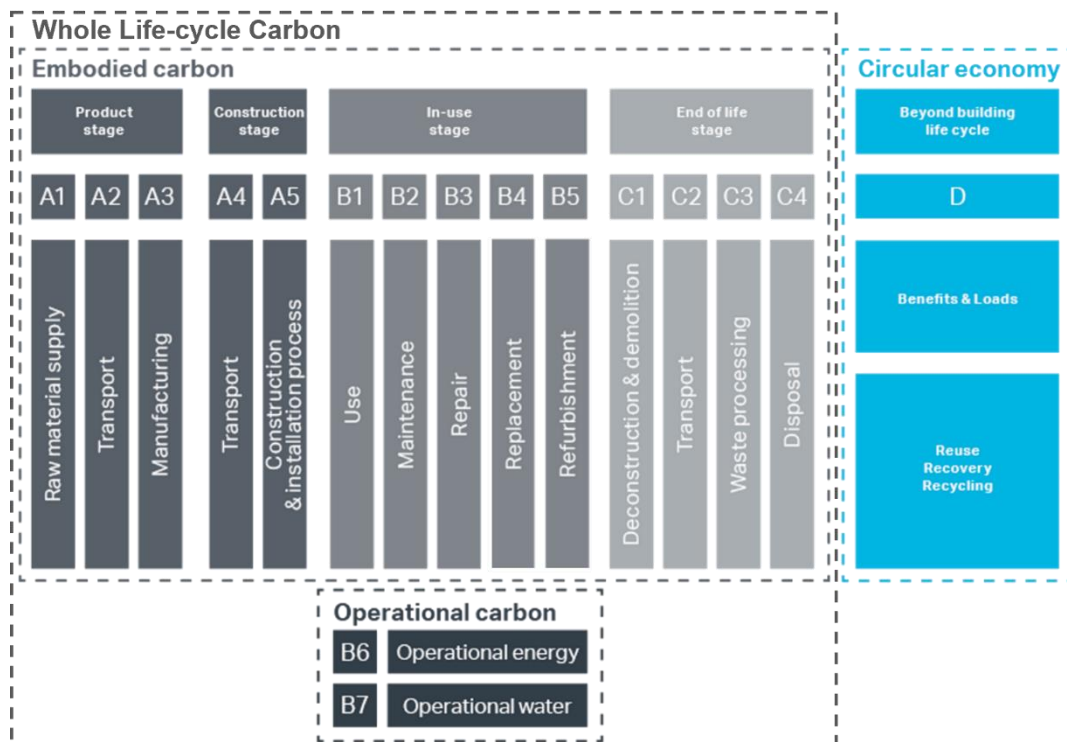 Whole Life-cycle Carbon
Embodied carbon
Circular economy
Product
stage
Construction
stage
In-use
stage
End of life
stage
Beyond building
life cycle
A1
A2
A3
A4
A5
B1
B2
B3
B4
B5
C1
C2
C3
C4
D
Raw material supply
Transport
Manufacturing
Transport
Construction
& installation process
Use
Maintenance
Repair
Replacement
Refurbishment
Deconstruction & demolition
Transport
Waste processing
Disposal
Benefits & Loads
Reuse
Recovery
Recycling
Operational carbon
B6
Operational energy
B7
Operational water